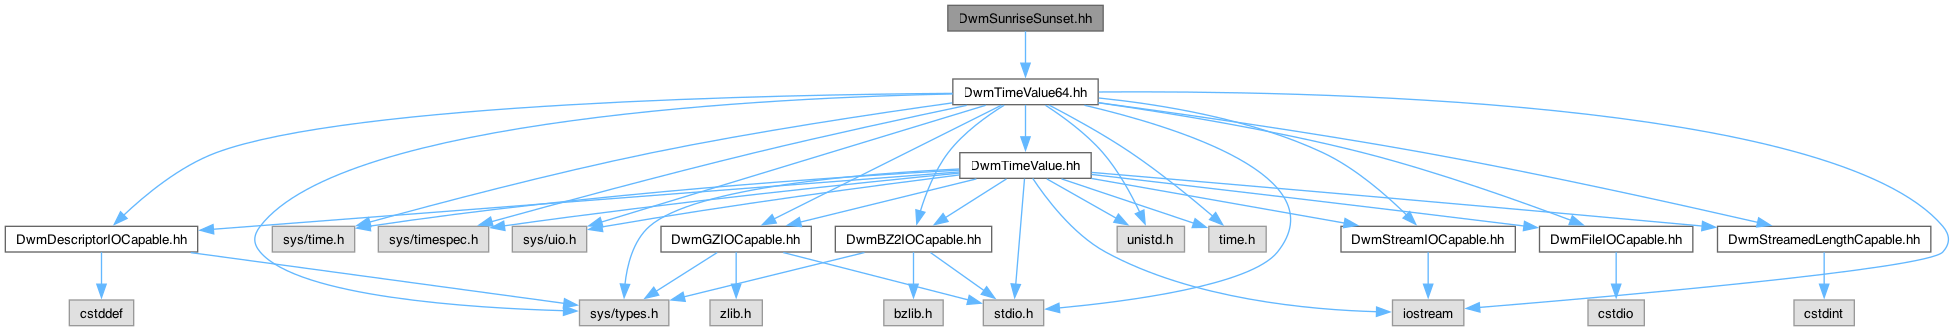 DwmSunriseSunset.hh
DwmTimeValue64.hh
DwmTimeValue.hh
DwmDescriptorIOCapable.hh
sys/time.h
sys/timespec.h
sys/uio.h
DwmGZIOCapable.hh
DwmBZ2IOCapable.hh
unistd.h
time.h
DwmStreamIOCapable.hh
DwmFileIOCapable.hh
DwmStreamedLengthCapable.hh
cstddef
sys/types.h
zlib.h
bzlib.h
stdio.h
iostream
cstdio
cstdint